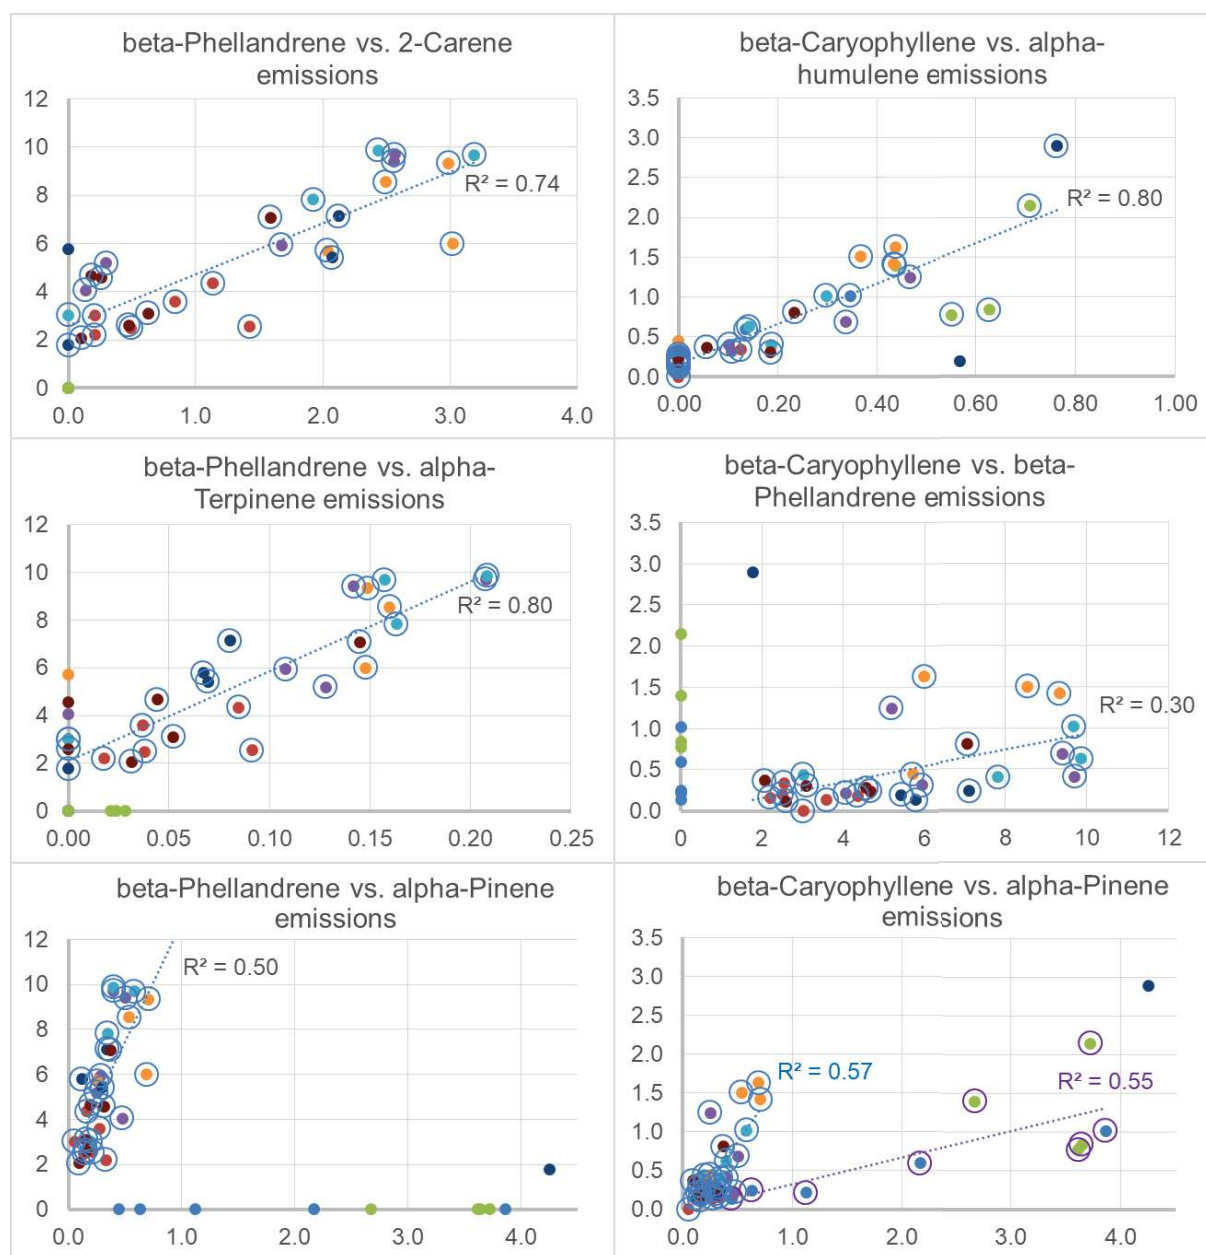 beta-Phellandrene vs. 2-Carene
emissions
12
10
8
6
4
2
0
R² = 0.74
0.0 1.0 2.0 3.0 4.0
beta-Caryophyllene vs. alpha-
humulene emissions
3.5
3.0
2.5
2.0
1.5
1.0
0.5
0.0
R² = 0.80
0.00 0.20 0.40 0.60 0.80 1.00
beta-Phellandrene vs. alpha-
Terpinene emissions
12
10
8
6
4
2
0
R² = 0.80
0.00 0.05 0.10 0.15 0.20 0.25
beta-Caryophyllene vs. beta-
Phellandrene emissions
3.5
3.0
2.5
2.0
1.5
1.0
0.5
0.0
R² = 0.30
0 2 4 6 8 10 12
beta-Phellandrene vs. alpha-Pinene
emissions
12
10
8
6
4
2
0
R² = 0.50
0.0 1.0 2.0 3.0 4.0
beta-Caryophyllene vs. alpha-Pinene
emissions
3.5
3.0
2.5
2.0
1.5
1.0
0.5
0.0
R² = 0.57
R² = 0.55
0.0 1.0 2.0 3.0 4.0